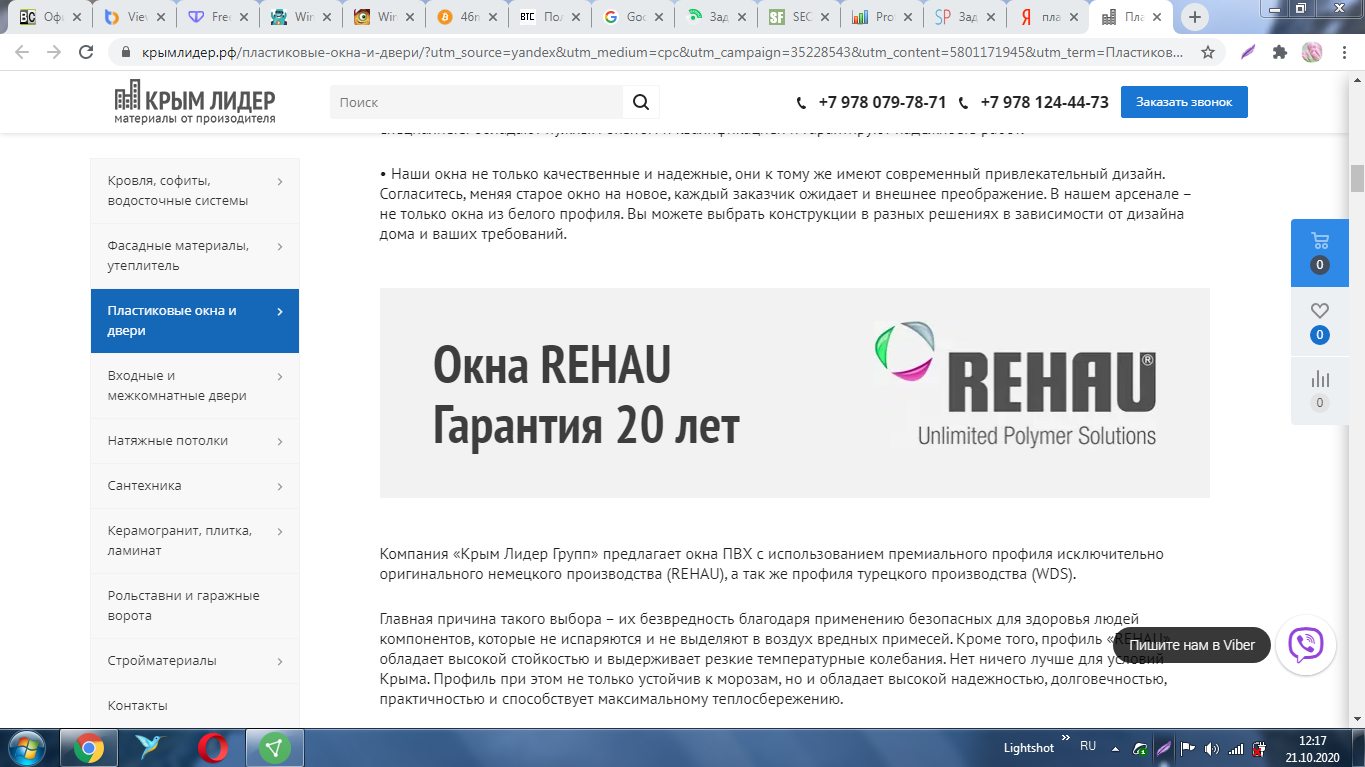 Офи
View
Free
Win
Win
46n
BTC
Пол
Goo
Зад
SF
SEC
Pro
SP
Зад
Я
пла
Пла
крымлидер.рф/пластиковые-окна-и-двери/?utm_source=yandex&utm_medium=cpc&utm_campaign=35228543&utm_content=5801171945&utm_term=Пластиков...
КРЫМ ЛИДЕР
материалы от производителя
Поиск
+7 978 079-78-71
+7 978 124-44-73
Заказать звонок
Кровля, софиты,
водосточные системы
Фасадные материалы,
утеплитель
Пластиковые окна и
двери
Входные и
межкомнатные двери
Натяжные потолки
Сантехника
Керамогранит, плитка,
ламинат
Рольставни и гаражные
ворота
Стройматериалы
Контакты
• Наши окна не только качественные и надежные, они к тому же имеют современный привлекательный дизайн.
Согласитесь, меняя старое окно на новое, каждый заказчик ожидает и внешнее преображение. В нашем арсенале –
не только окна из белого профиля. Вы можете выбрать конструкции в разных решениях в зависимости от дизайна
дома и ваших требований.
Окна REHAU
Гарантия 20 лет
REHAU®
Unlimited Polymer Solutions
Компания «Крым Лидер Групп» предлагает окна ПВХ с использованием премиального профиля исключительно
оригинального немецкого производства (REHAU), а так же профиля турецкого производства (WDS).
Главная причина такого выбора – их безвредность благодаря применению безопасных для здоровья людей
компонентов, которые не испаряются и не выделяют в воздух вредных примесей. Кроме того, профиль «REHAU»
обладает высокой стойкостью и выдерживает резкие температурные колебания. Нет ничего лучше для условий
Крыма. Профиль при этом не только устойчив к морозам, но и обладает высокой надежностью, долговечностью,
практичностью и способствует максимальному теплосбережению.
0
0
0
Пишите нам в Viber
Lightshot
RU
12:17
21.10.2020